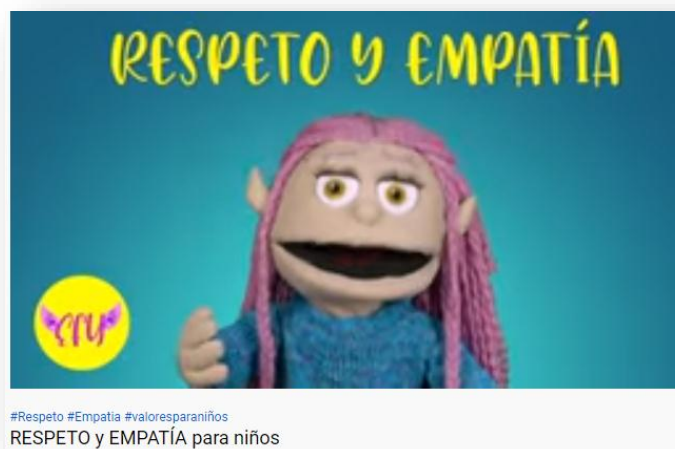 RESPETO Y EMPATÍA
#Respeto #Empatia #valoresparaniños
RESPETO y EMPATÍA para niños